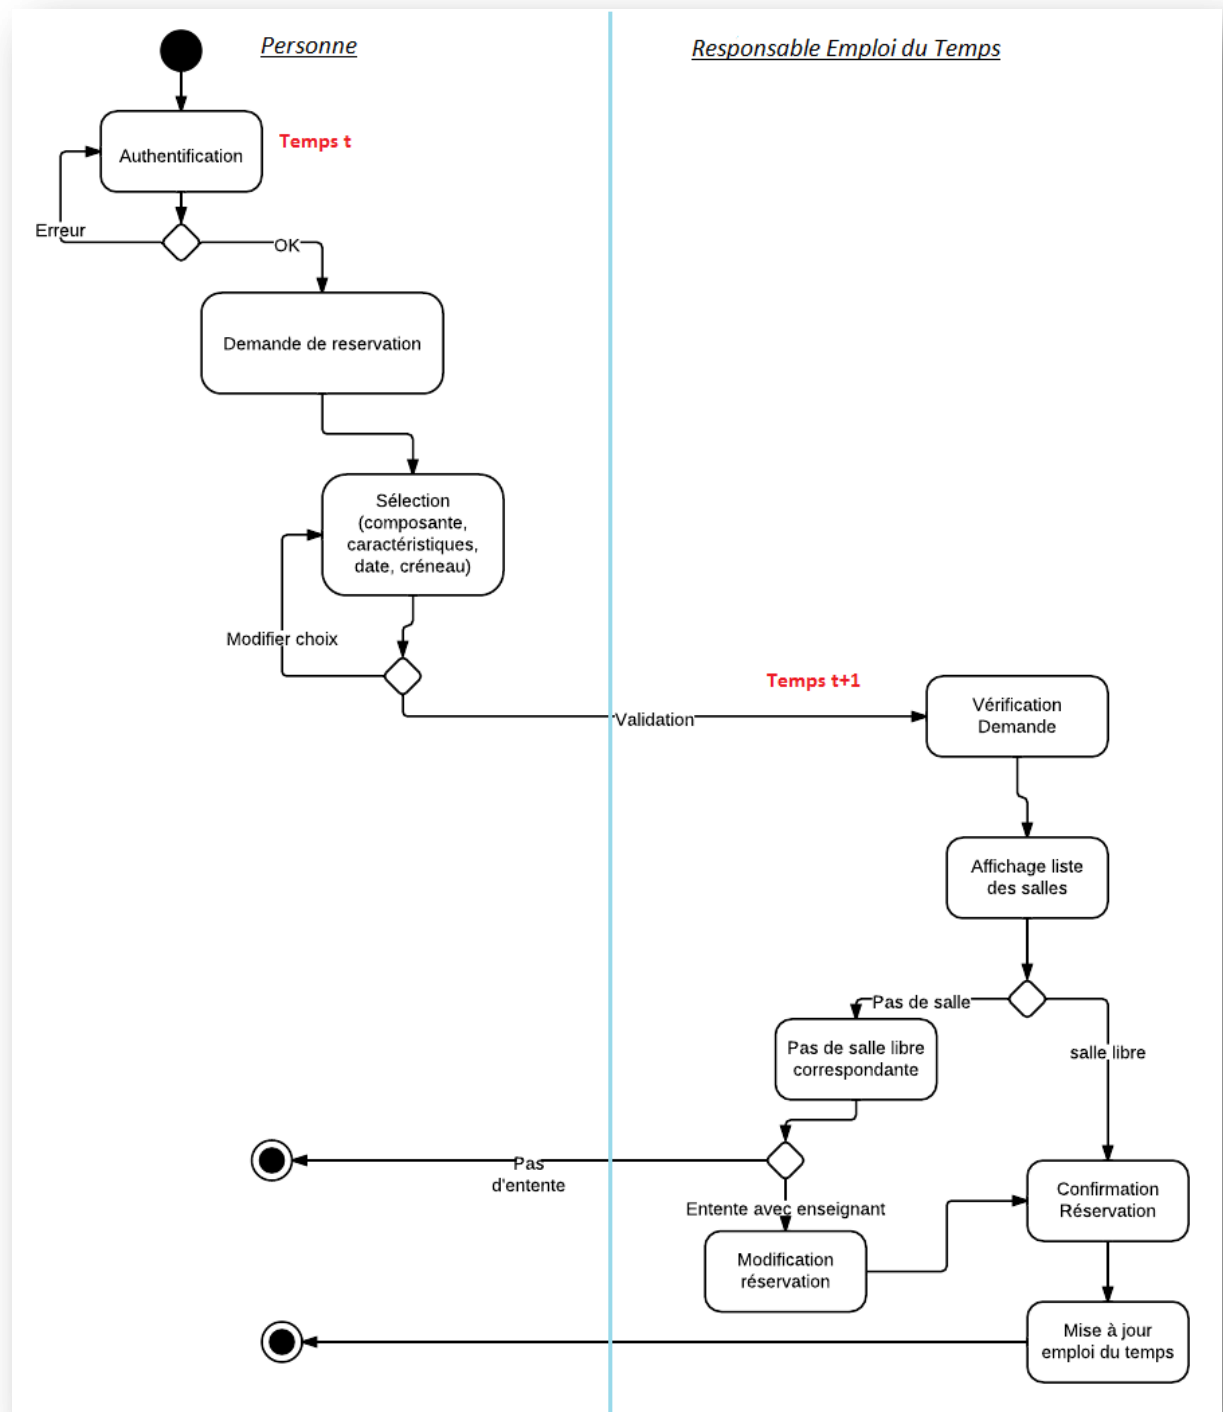 Personne
Responsable Emploi du Temps
Authentification
Temps t
Erreur
OK
Demande de reservation
Sélection
(composante,
caractéristiques,
date, créneau)
Modifier choix
Temps t+1
Validation
Vérification
Demande
Affichage liste
des salles
Pas de salle
salle libre
Pas de salle libre
correspondante
Pas
d'entente
Entente avec enseignant
Confirmation
Réservation
Modification
réservation
Mise à jour
emploi du temps